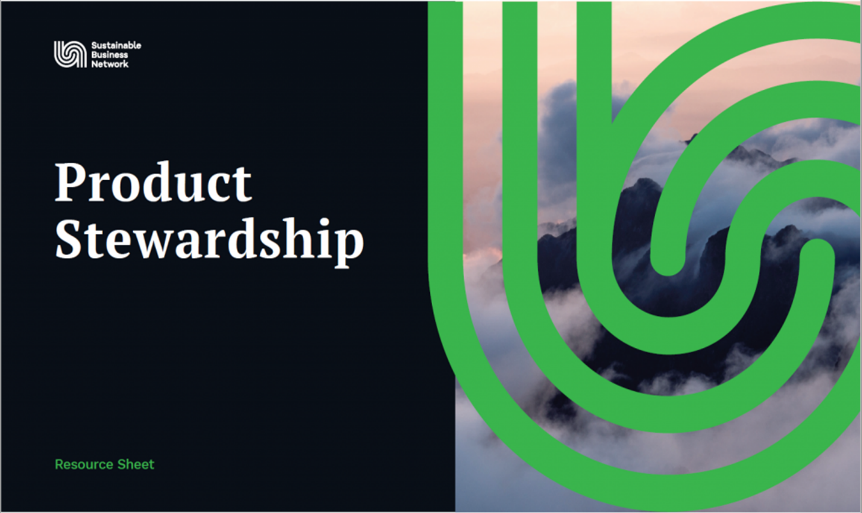 Sustainable
Business
Network
Product
Stewardship
Resource Sheet